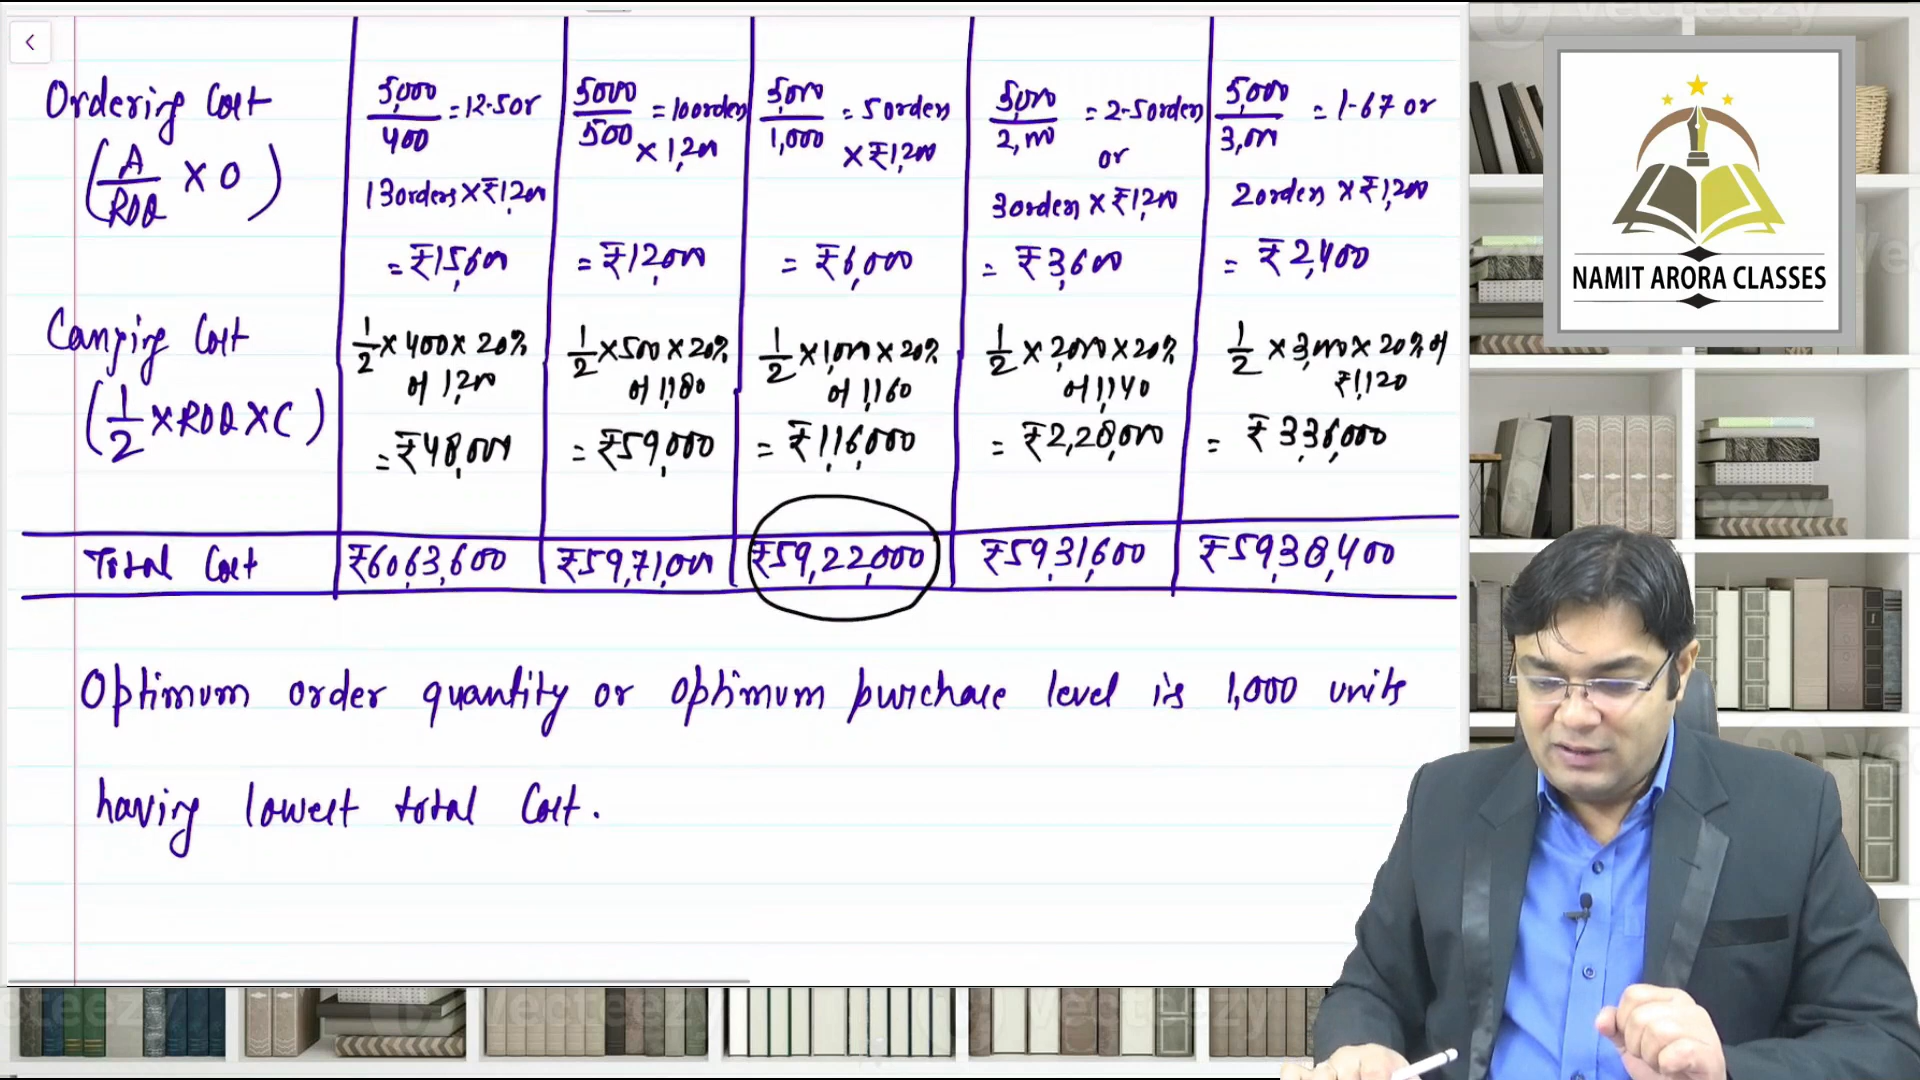 Ordering Cost
(A/ROQ × O)
5,000/400 = 12.5 or
13 orders × ₹1,200
= ₹15,600
5000/500 = 10 orders
× 1,200
= ₹12,000
5,000/1,000 = 5 orders
× ₹1,200
= ₹6,000
5,000/2,000 = 2.5 orders
or
3 orders × ₹1,200
= ₹3,600
5,000/3,000 = 1.67 or
2 orders × ₹1,200
= ₹2,400
Carrying Cost
(1/2 × ROQ × C)
1/2 × 400 × 20%
of 1,200
= ₹48,000
1/2 × 500 × 20%
of 1,180
= ₹59,000
1/2 × 1,000 × 20%
of 1,160
= ₹1,16,000
1/2 × 2,000 × 20%
of 1,140
= ₹2,28,000
1/2 × 3,000 × 20% of
₹1,120
= ₹3,36,000
Total Cost ₹60,63,600 ₹59,71,000 ₹59,22,000 ₹59,31,600 ₹59,38,400
Optimum order quantity or optimum purchase level is 1,000 units
having lowest total Cost.
NAMIT ARORA CLASSES